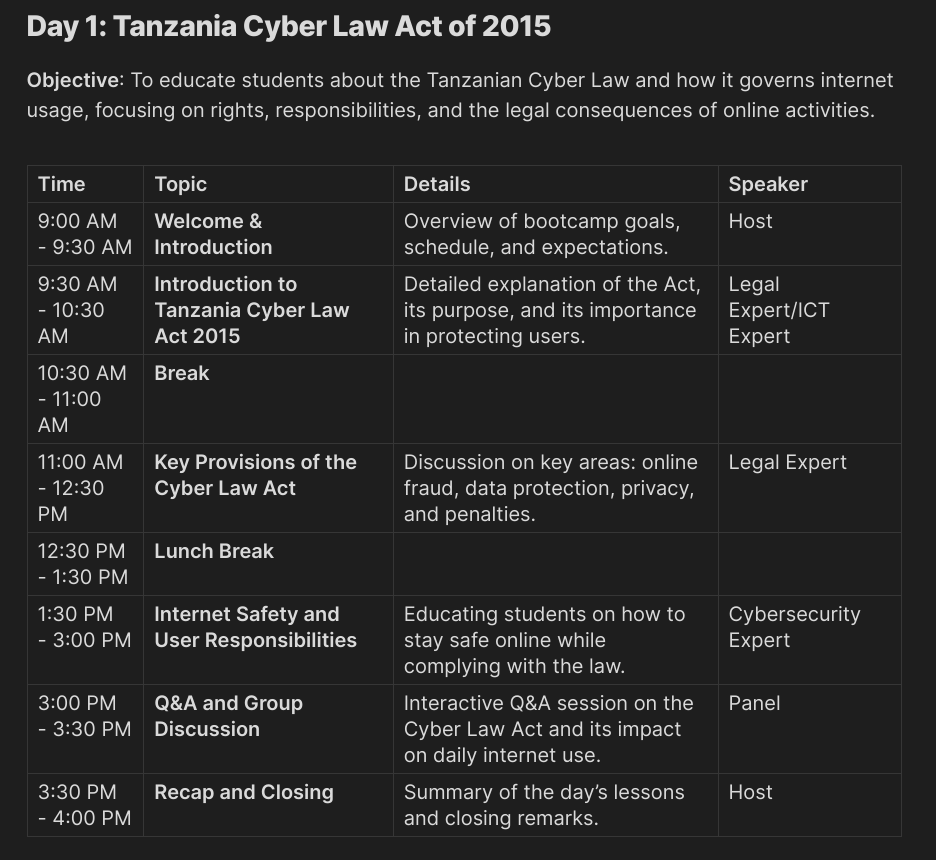 Day 1: Tanzania Cyber Law Act of 2015
Objective: To educate students about the Tanzanian Cyber Law and how it governs internet
usage, focusing on rights, responsibilities, and the legal consequences of online activities.
Time Topic Details Speaker
9:00 AM
- 9:30 AM
Welcome &
Introduction
Overview of bootcamp goals,
schedule, and expectations.
Host
9:30 AM
- 10:30
AM
Introduction to
Tanzania Cyber Law
Act 2015
Detailed explanation of the Act,
its purpose, and its importance
in protecting users.
Legal
Expert/ICT
Expert
10:30 AM
- 11:00
AM
Break
11:00 AM
- 12:30
PM
Key Provisions of the
Cyber Law Act
Discussion on key areas: online
fraud, data protection, privacy,
and penalties.
Legal Expert
12:30 PM
- 1:30 PM
Lunch Break
1:30 PM
- 3:00 PM
Internet Safety and
User Responsibilities
Educating students on how to
stay safe online while
complying with the law.
Cybersecurity
Expert
3:00 PM
- 3:30 PM
Q&A and Group
Discussion
Interactive Q&A session on the
Cyber Law Act and its impact
on daily internet use.
Panel
3:30 PM
- 4:00 PM
Recap and Closing
Summary of the day’s lessons
and closing remarks.
Host